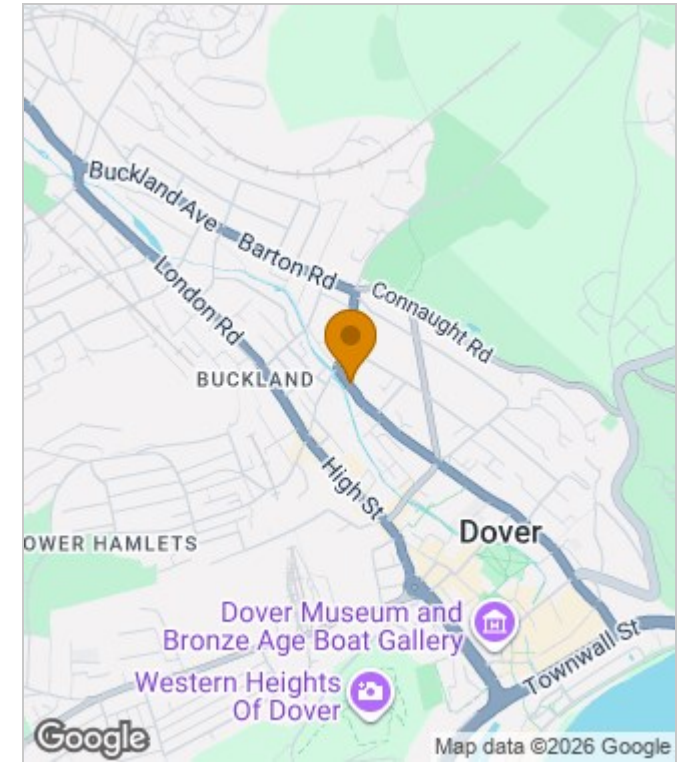 Buckland Ave
Barton Rd
Connaught Rd
London Rd
BUCKLAND
High St
OWER HAMLETS
Dover
Dover Museum and
Bronze Age Boat Gallery
Townwall St
Western Heights
Of Dover
Google
Map data ©2026 Google